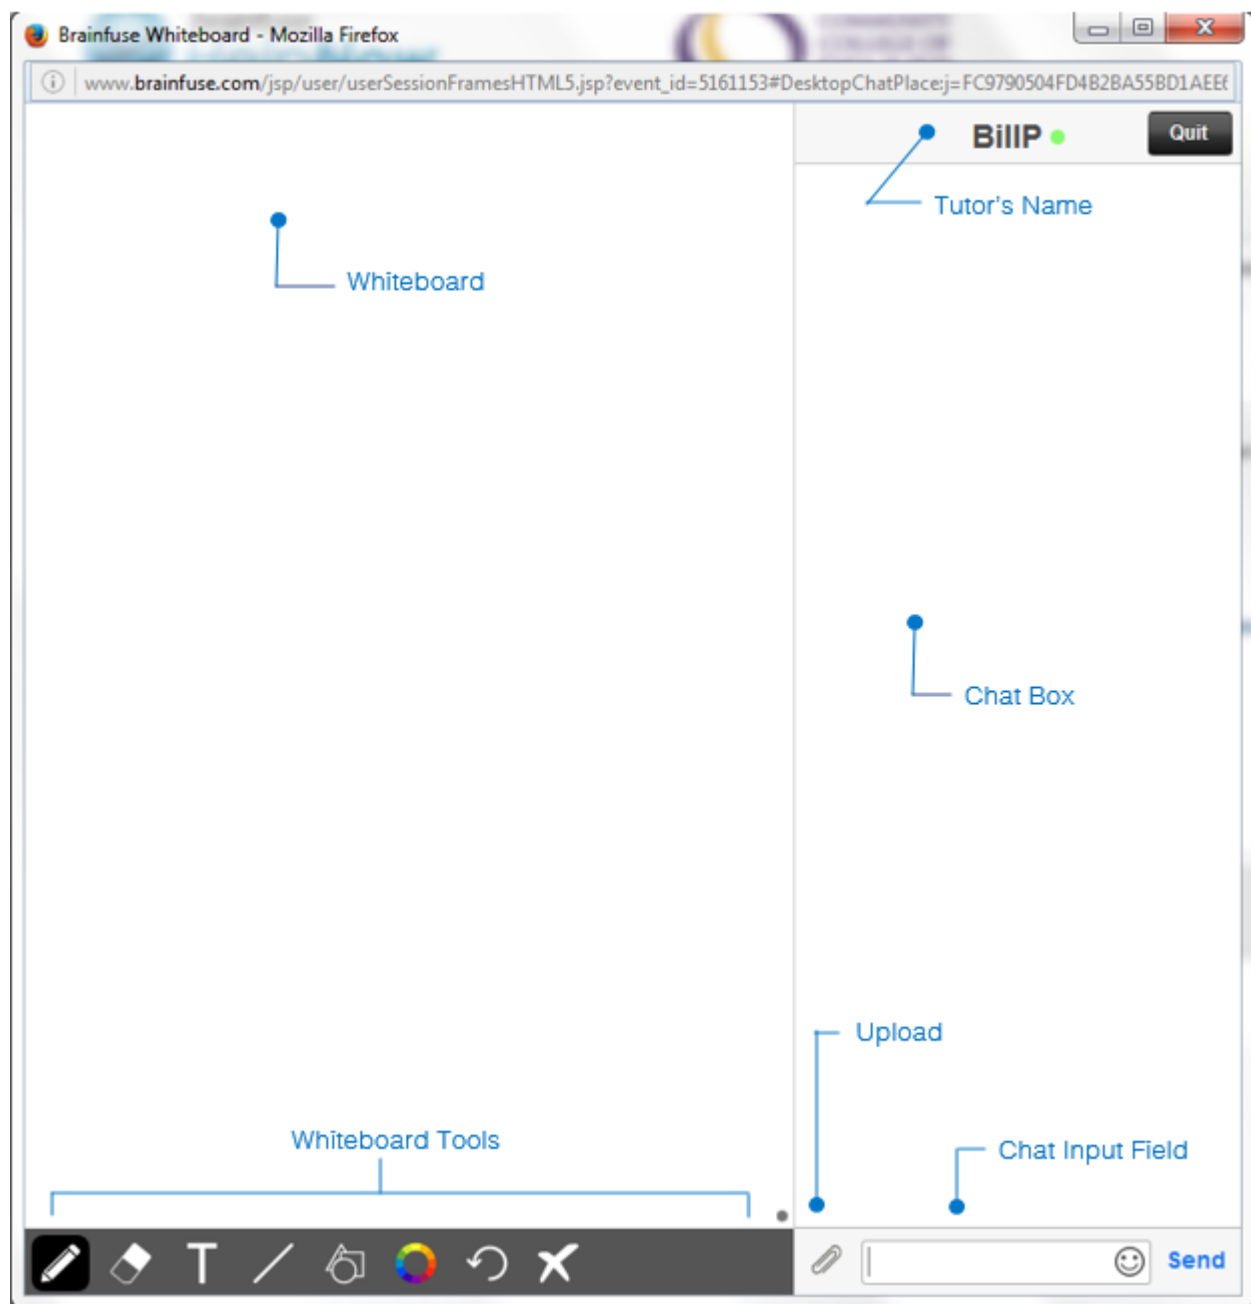 Brainfuse Whiteboard - Mozilla Firefox
www.brainfuse.com/jsp/user/userSessionFramesHTML5.jsp?event_id=5161153#DesktopChatPlace;j=FC9790504FD4B2BA55BD1AEE6
BillP
Quit
Tutor's Name
Whiteboard
Chat Box
Upload
Whiteboard Tools
Chat Input Field
T
Send